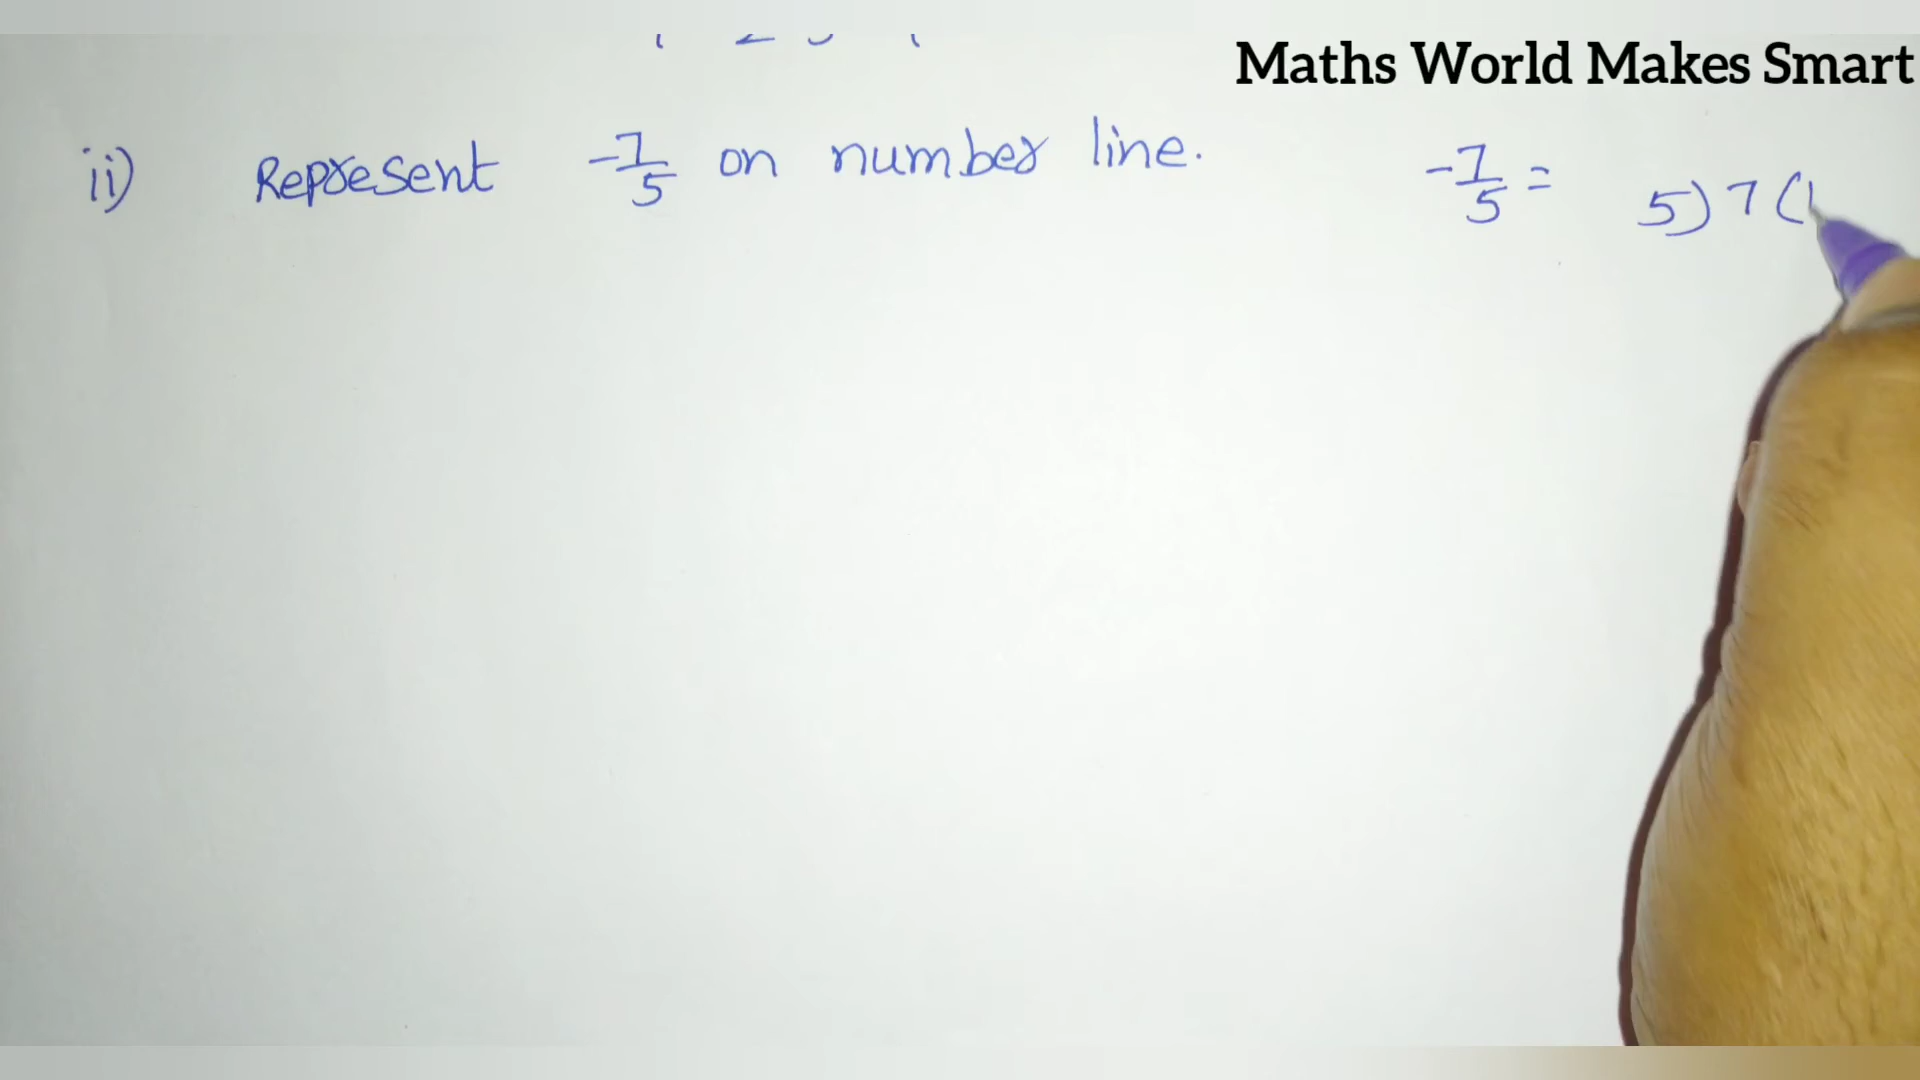 Maths World Makes Smart
ii) Represent -7/5 on number line. -7/5 = 5)7(1